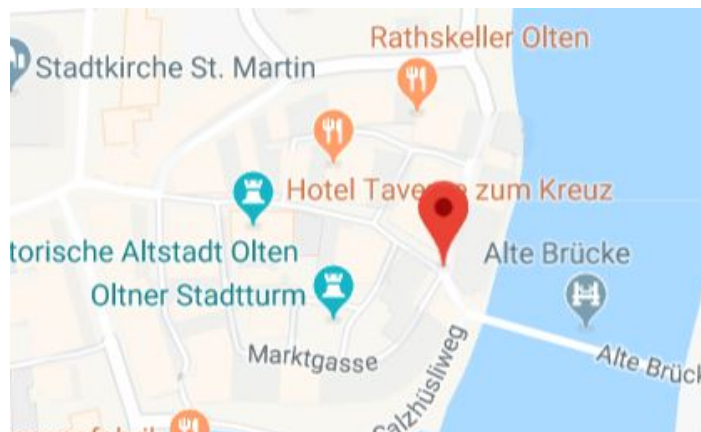 Rathskeller Olten
Stadtkirche St. Martin
Hotel Taverne zum Kreuz
torische Altstadt Olten
Alte Brücke
Oltner Stadtturm
Marktgasse
Alte Brück
Salzhüsliweg